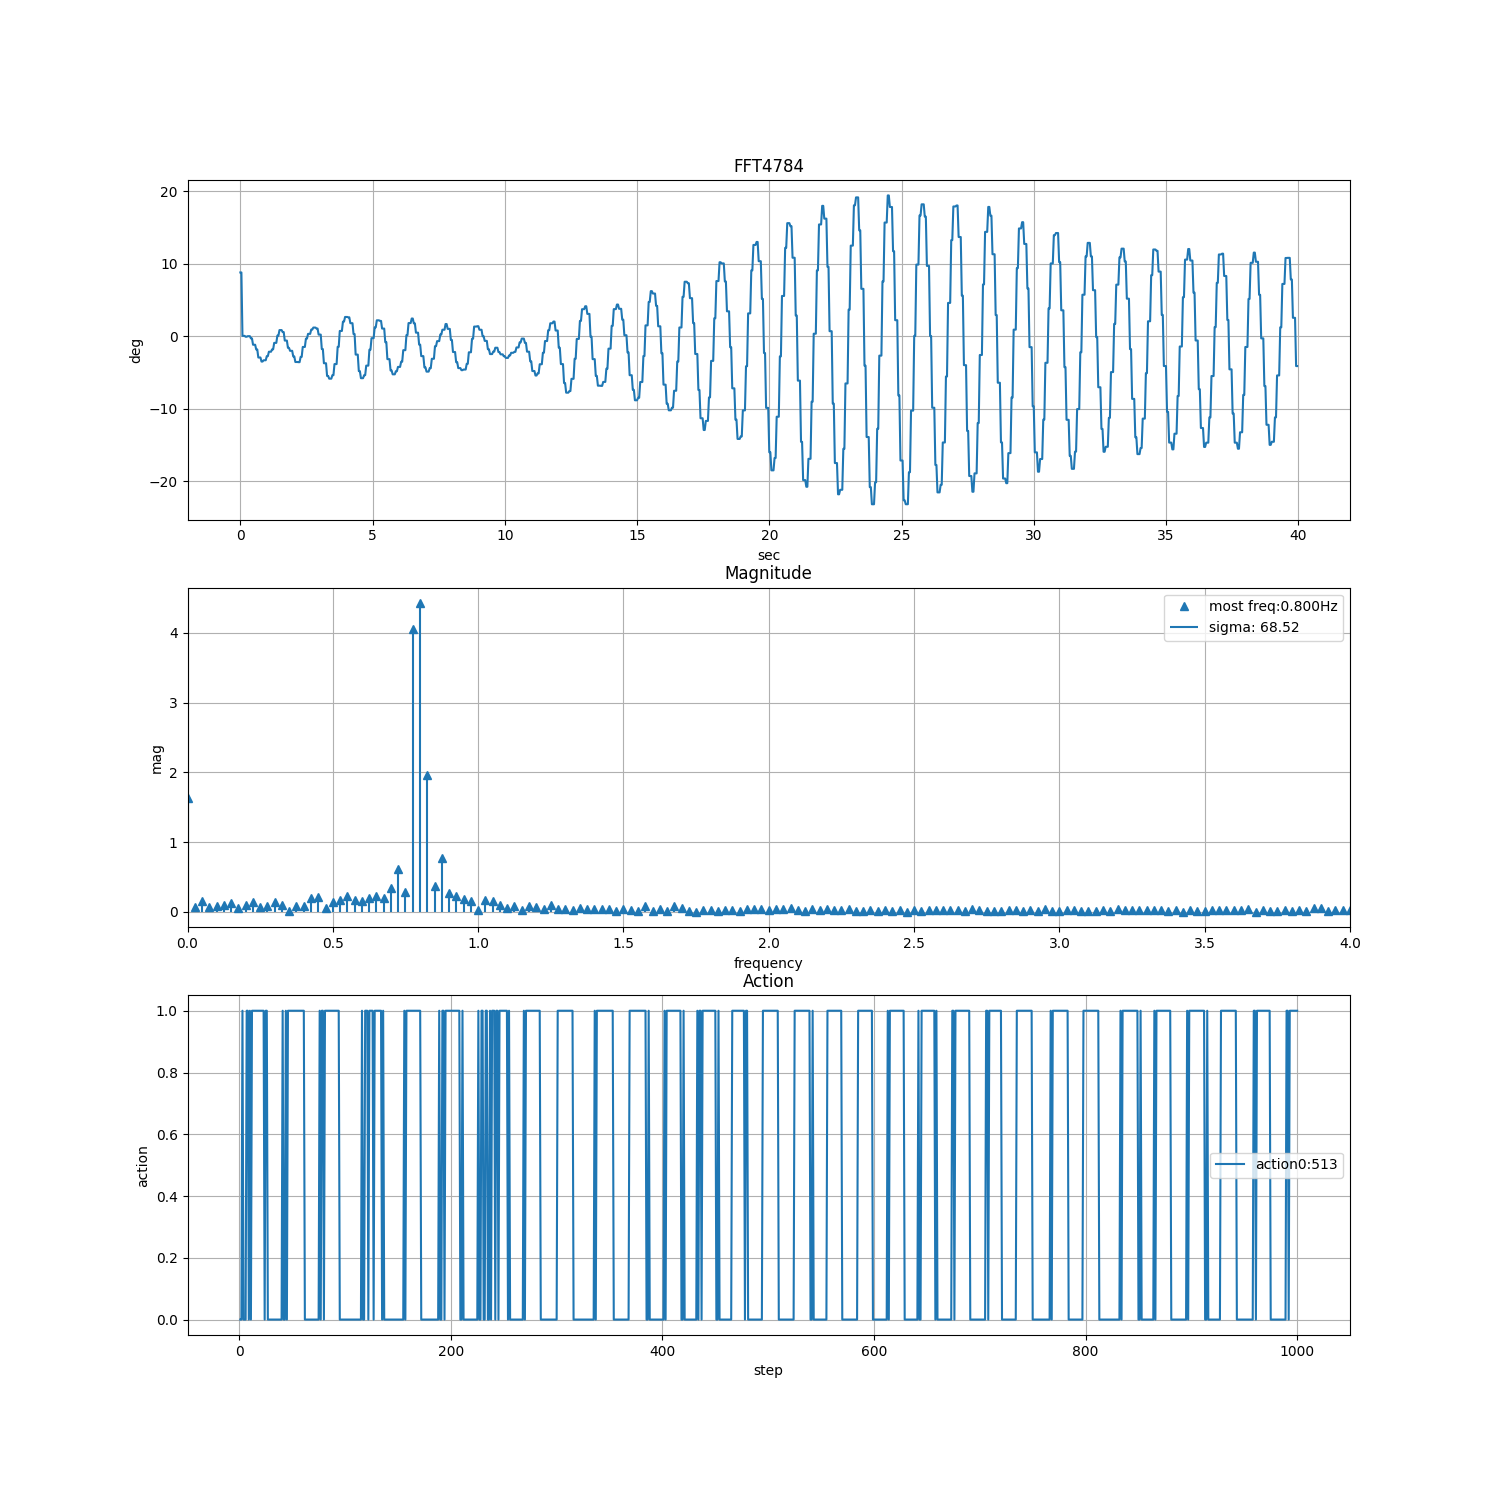 FFT4784
20
10
0
−10
−20
deg
0 5 10 15 20 25 30 35 40
sec
Magnitude
most freq:0.800Hz
sigma: 68.52
4
3
2
1
0
mag
0.0 0.5 1.0 1.5 2.0 2.5 3.0 3.5 4.0
frequency
Action
1.0
0.8
0.6
0.4
0.2
0.0
action
action0:513
0 200 400 600 800 1000
step